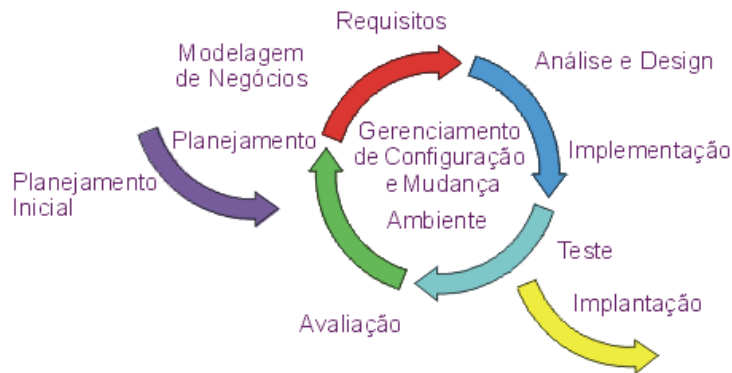 Requisitos
Modelagem
de Negócios
Análise e Design
Planejamento
Gerenciamento
de Configuração
e Mudança
Implementação
Planejamento
Inicial
Ambiente
Teste
Implantação
Avaliação